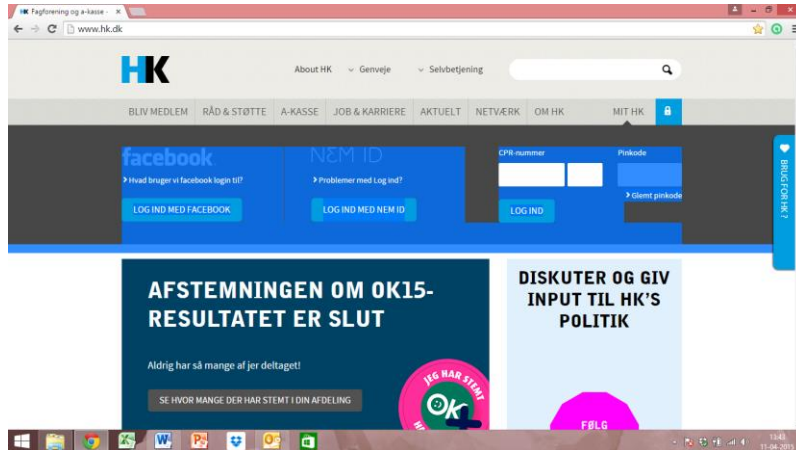 HK Fagforening og a-kasse -
www.hk.dk
HK
About HK
Genveje
Selvbetjening
BLIV MEDLEM
RÅD & STØTTE
A-KASSE
JOB & KARRIERE
AKTUELT
NETVÆRK
OM HK
MIT HK
facebook
NEM ID
CPR-nummer
Pinkode
Hvad bruger vi facebook login til?
Problemer med Log ind?
Glemt pinkode
LOG IND MED FACEBOOK
LOG IND MED NEM ID
LOG IND
BRUG FOR HK ?
AFSTEMNINGEN OM OK15-
RESULTATET ER SLUT
Aldrig har så mange af jer deltaget!
SE HVOR MANGE DER HAR STEMT I DIN AFDELING
JEG HAR STEMT
OK
DISKUTER OG GIV
INPUT TIL HK'S
POLITIK
FØLG
13:43
11-04-2015